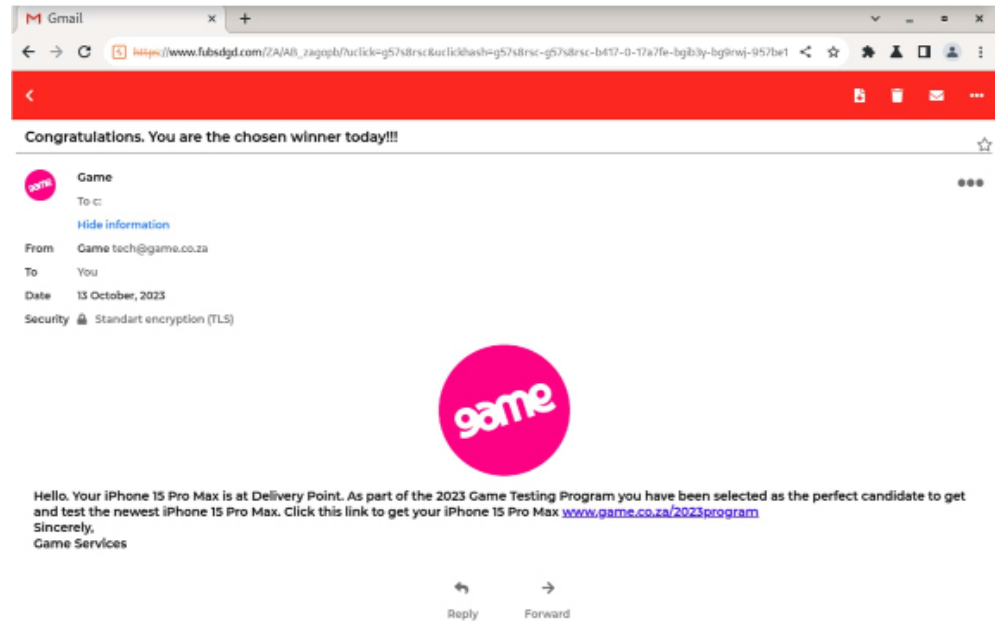 Gmail
https://www.fubsdgd.com/ZA/AB_zagopb/?uclick=g57s8rsc&uclickhash=g57s8rsc-g57s8rsc-b417-0-17a7fe-bgib3y-bg9rwj-957be1
Congratulations. You are the chosen winner today!!!
game
Game
To c:
Hide information
From Game tech@game.co.za
To You
Date 13 October, 2023
Security Standart encryption (TLS)
game
Hello. Your iPhone 15 Pro Max is at Delivery Point. As part of the 2023 Game Testing Program you have been selected as the perfect candidate to get
and test the newest iPhone 15 Pro Max. Click this link to get your iPhone 15 Pro Max www.game.co.za/2023program
Sincerely,
Game Services
Reply Forward